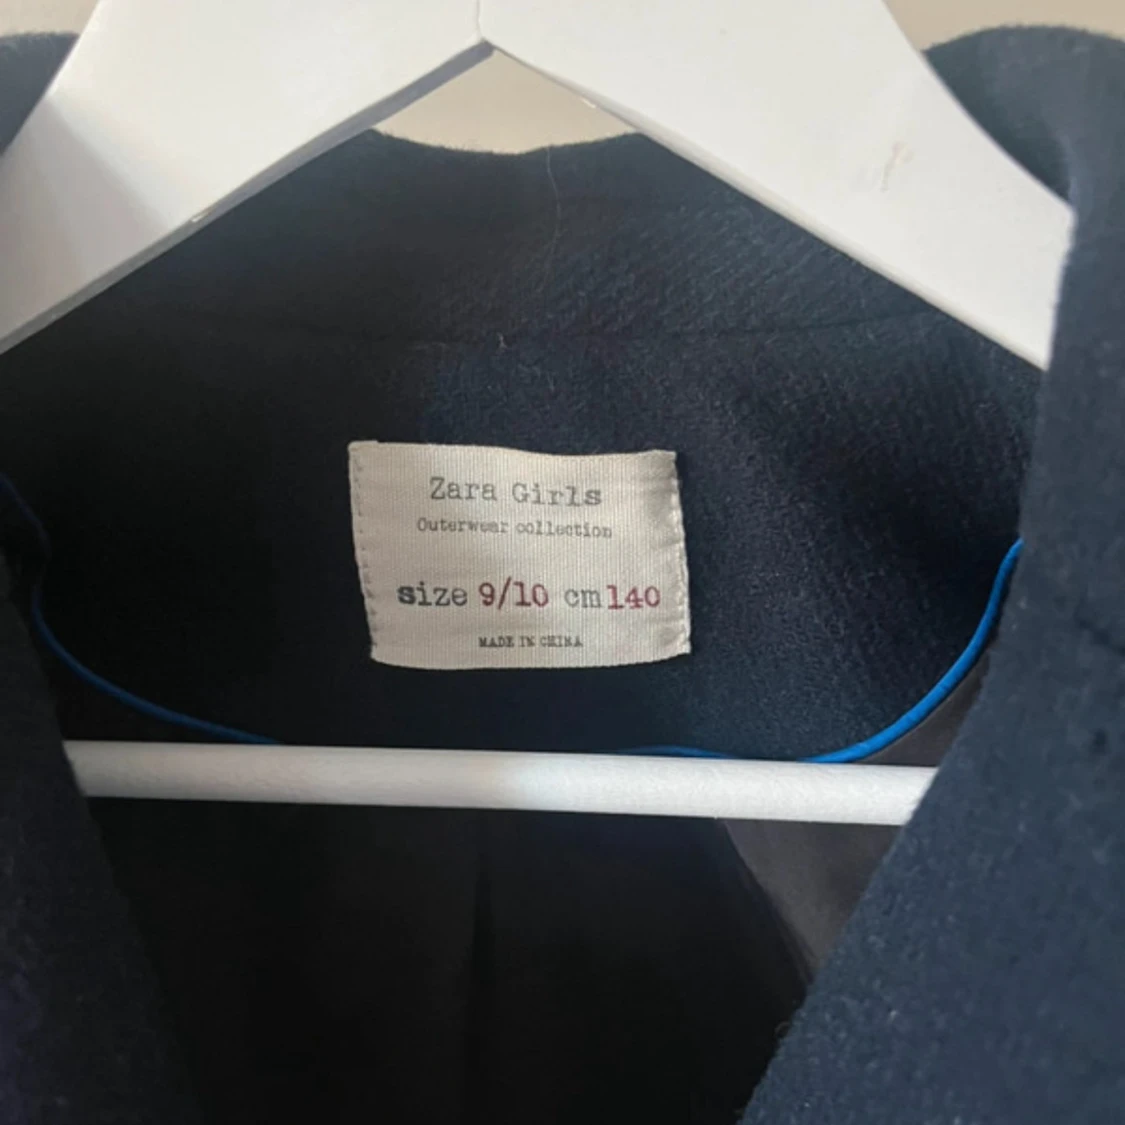 Zara Girls
Outerwear collection
size 9/10 cm 140
MADE IN CHINA